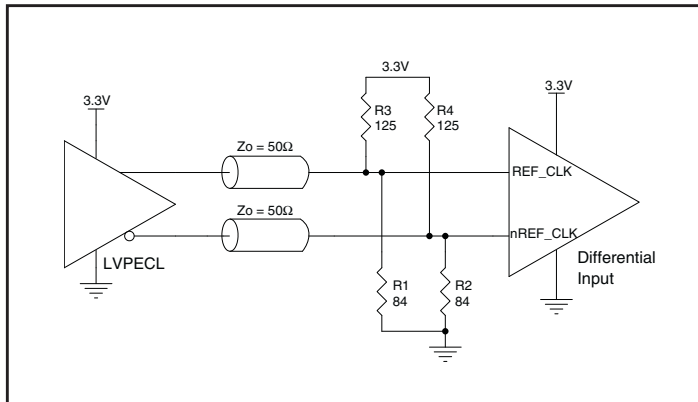 3.3V
3.3V
3.3V
R3
125
R4
125
Zo = 50Ω
REF_CLK
Zo = 50Ω
nREF_CLK
LVPECL
Differential
Input
R1
84
R2
84